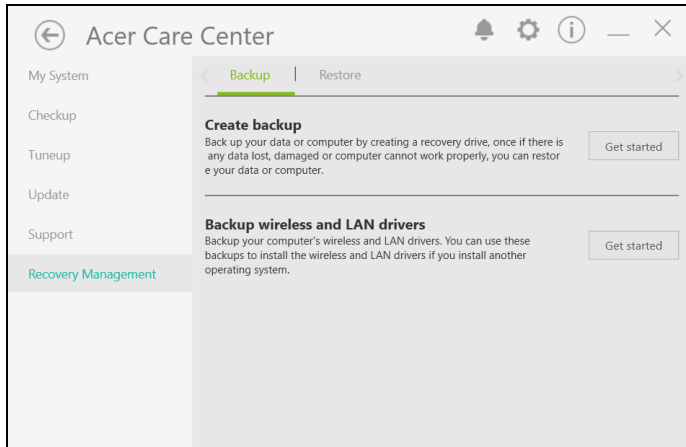 Acer Care Center
My System
Checkup
Tuneup
Update
Support
Recovery Management
Backup
Restore
Create backup
Back up your data or computer by creating a recovery drive, once if there is
any data lost, damaged or computer cannot work properly, you can restor
e your data or computer.
Get started
Backup wireless and LAN drivers
Backup your computer's wireless and LAN drivers. You can use these
backups to install the wireless and LAN drivers if you install another
operating system.
Get started